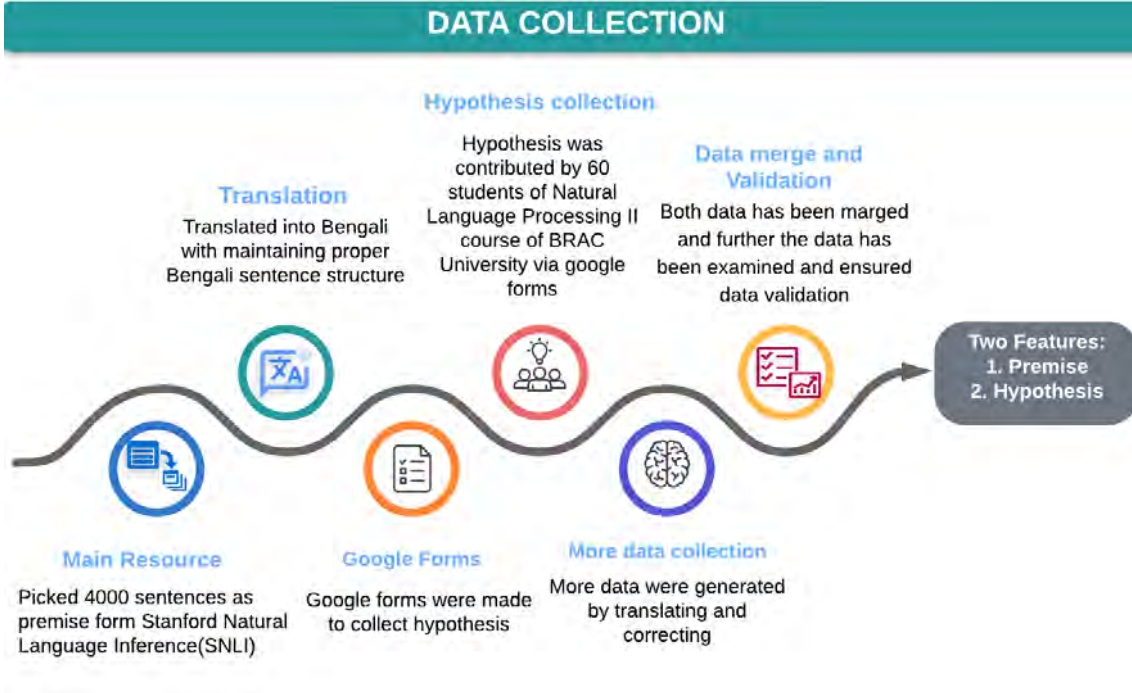 DATA COLLECTION
Main Resource
Picked 4000 sentences as
premise form Stanford Natural
Language Inference(SNLI)
Translation
Translated into Bengali
with maintaining proper
Bengali sentence structure
Google Forms
Google forms were made
to collect hypothesis
Hypothesis collection
Hypothesis was
contributed by 60
students of Natural
Language Processing II
course of BRAC
University via google
forms
More data collection
More data were generated
by translating and
correcting
Data merge and
Validation
Both data has been marged
and further the data has
been examined and ensured
data validation
Two Features:
1. Premise
2. Hypothesis